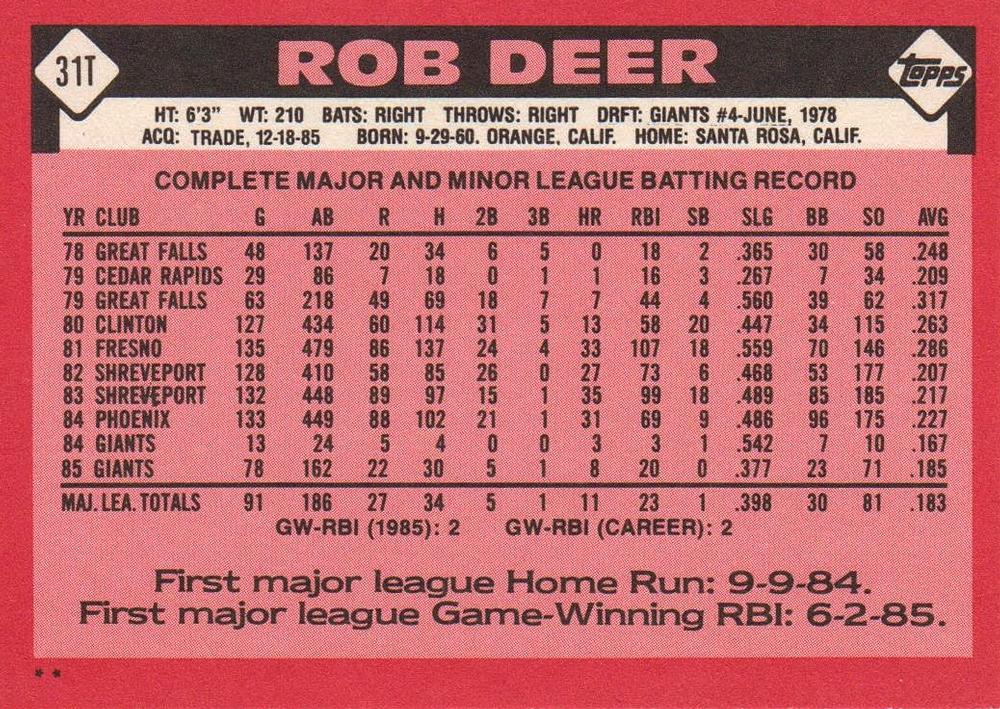 31T ROB DEER Topps
HT: 6'3" WT: 210 BATS: RIGHT THROWS: RIGHT DRFT: GIANTS #4-JUNE, 1978
ACQ: TRADE, 12-18-85 BORN: 9-29-60. ORANGE, CALIF. HOME: SANTA ROSA, CALIF.
COMPLETE MAJOR AND MINOR LEAGUE BATTING RECORD
YR CLUB G AB R H 2B 3B HR RBI SB SLG BB SO AVG
78 GREAT FALLS 48 137 20 34 6 5 0 18 2 .365 30 58 .248
79 CEDAR RAPIDS 29 86 7 18 0 1 1 16 3 .267 7 34 .209
79 GREAT FALLS 63 218 49 69 18 7 7 44 4 .560 39 62 .317
80 CLINTON 127 434 60 114 31 5 13 58 20 .447 34 115 .263
81 FRESNO 135 479 86 137 24 4 33 107 18 .559 70 146 .286
82 SHREVEPORT 128 410 58 85 26 0 27 73 6 .468 53 177 .207
83 SHREVEPORT 132 448 89 97 15 1 35 99 18 .489 85 185 .217
84 PHOENIX 133 449 88 102 21 1 31 69 9 .486 96 175 .227
84 GIANTS 13 24 5 4 0 0 3 3 1 .542 7 10 .167
85 GIANTS 78 162 22 30 5 1 8 20 0 .377 23 71 .185
MAJ. LEA. TOTALS 91 186 27 34 5 1 11 23 1 .398 30 81 .183
GW-RBI (1985): 2 GW-RBI (CAREER): 2
First major league Home Run: 9-9-84.
First major league Game-Winning RBI: 6-2-85.
* *